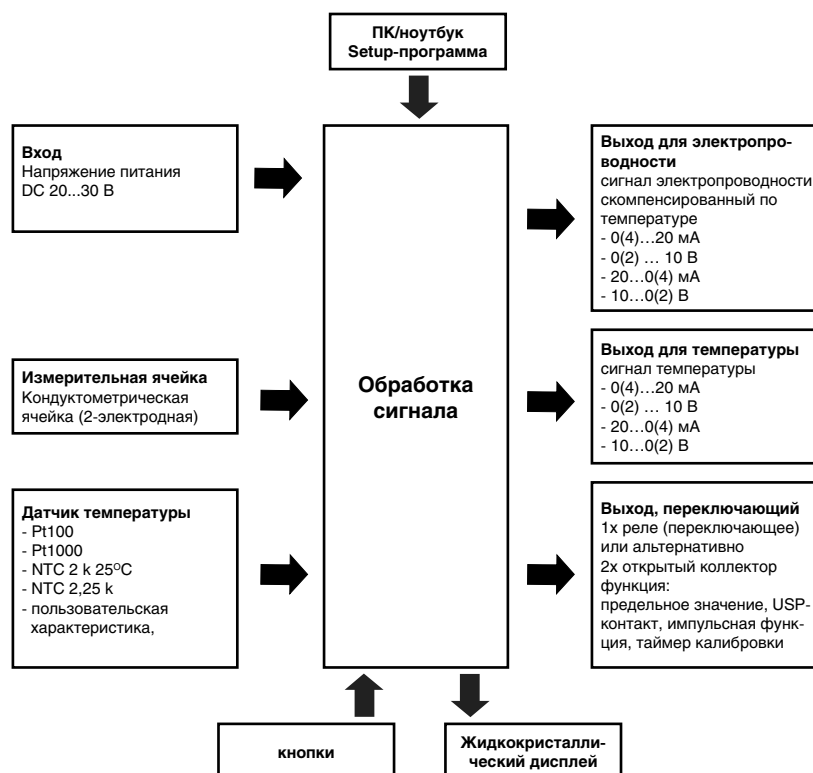 ПК/ноутбук
Setup-программа
Вход
Напряжение питания
DC 20...30 В
Измерительная ячейка
Кондуктометрическая
ячейка (2-электродная)
Датчик температуры
- Pt100
- Pt1000
- NTC 2 k 25ºC
- NTC 2,25 k
- пользовательская
характеристика,
Обработка
сигнала
Выход для электропро-
водности
сигнал электропроводности
скомпенсированный по
температуре
- 0(4)…20 мА
- 0(2) … 10 В
- 20…0(4) мА
- 10…0(2) В
Выход для температуры
сигнал температуры
- 0(4)…20 мА
- 0(2) … 10 В
- 20…0(4) мА
- 10…0(2) В
Выход, переключающий
1x реле (переключающее)
или альтернативно
2x открытый коллектор
функция:
предельное значение, USP-
контакт, импульсная функ-
ция, таймер калибровки
кнопки
Жидкокристалли-
ческий дисплей